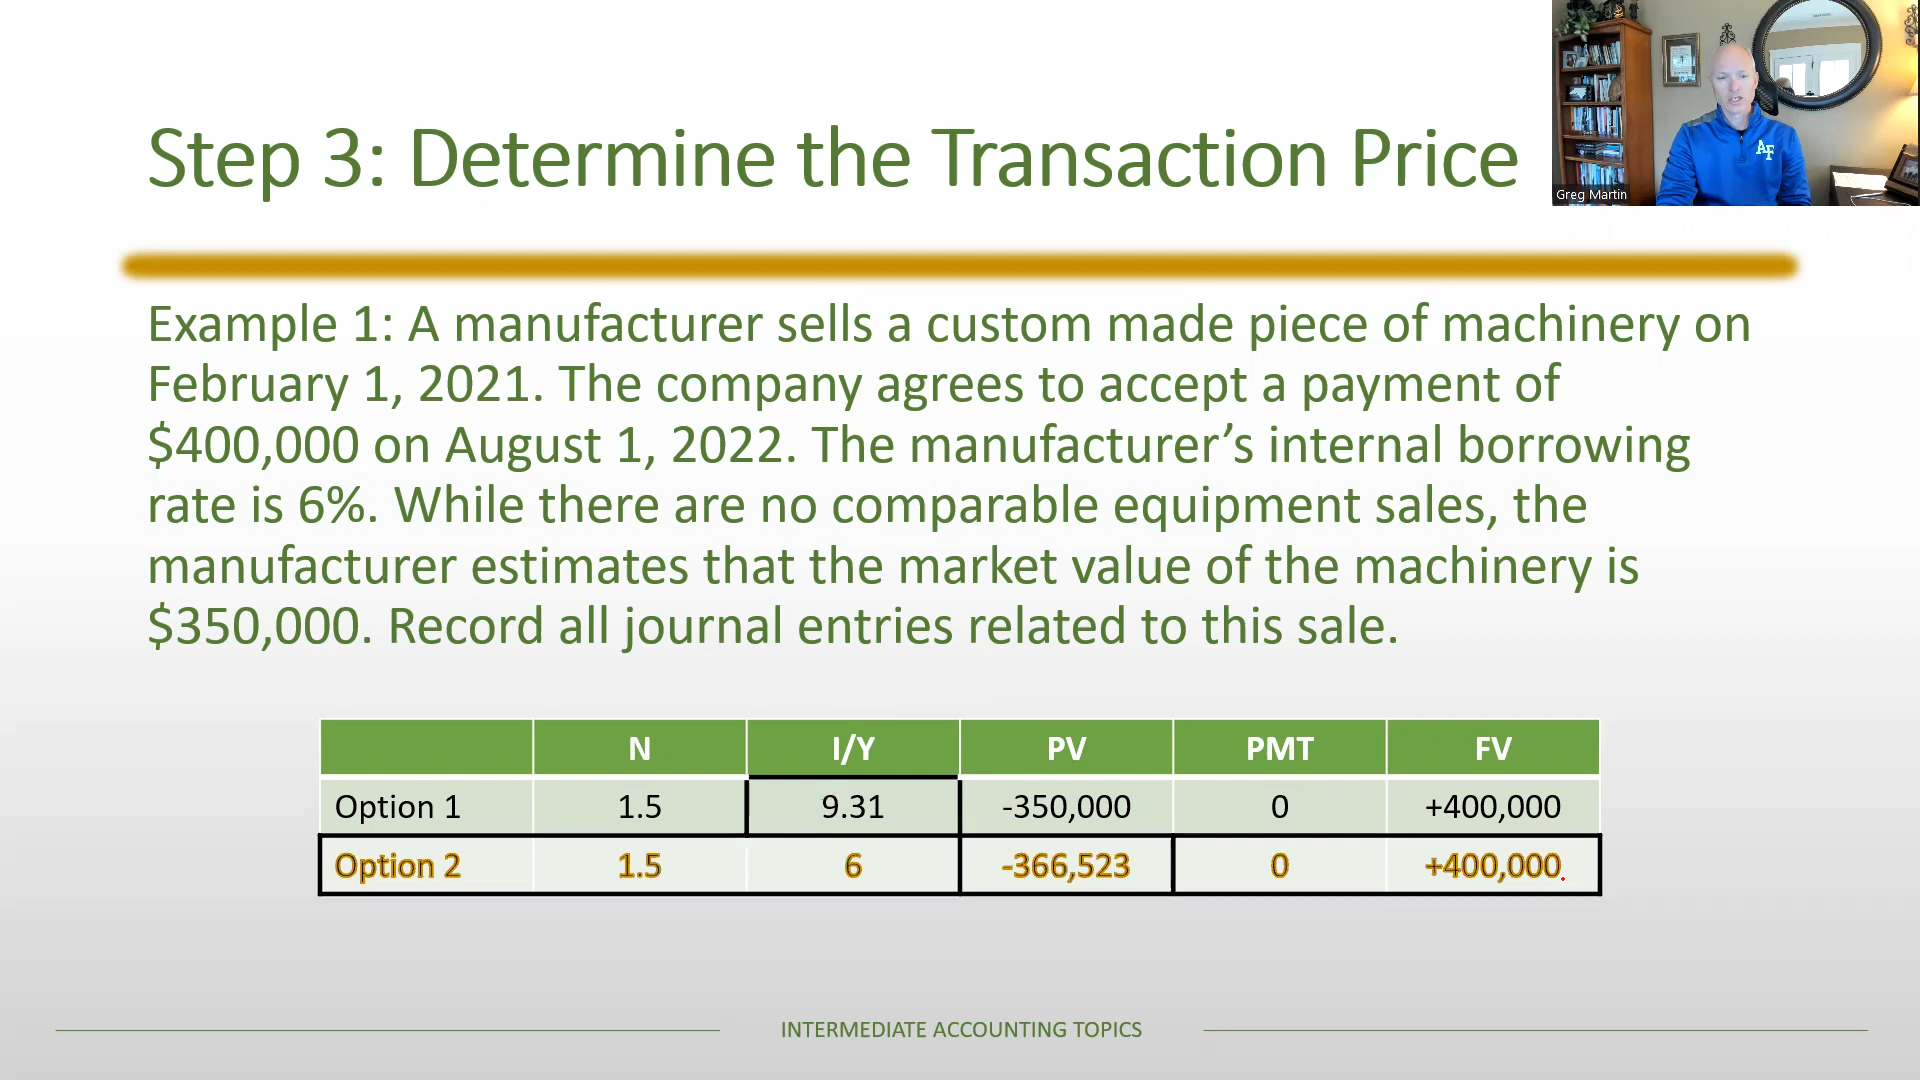 Step 3: Determine the Transaction Price
AF
Greg Martin
Example 1: A manufacturer sells a custom made piece of machinery on
February 1, 2021. The company agrees to accept a payment of
$400,000 on August 1, 2022. The manufacturer’s internal borrowing
rate is 6%. While there are no comparable equipment sales, the
manufacturer estimates that the market value of the machinery is
$350,000. Record all journal entries related to this sale.
N I/Y PV PMT FV
Option 1 1.5 9.31 -350,000 0 +400,000
Option 2 1.5 6 -366,523 0 +400,000
INTERMEDIATE ACCOUNTING TOPICS